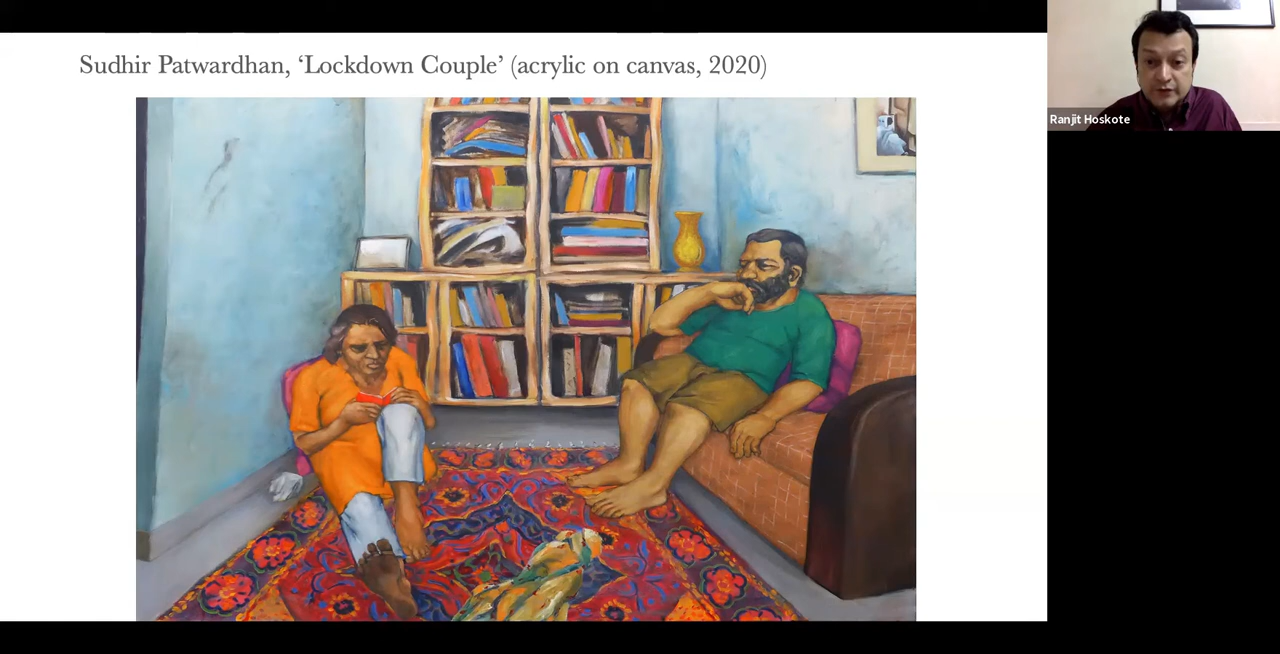 Sudhir Patwardhan, ‘Lockdown Couple’ (acrylic on canvas, 2020)
Ranjit Hoskote